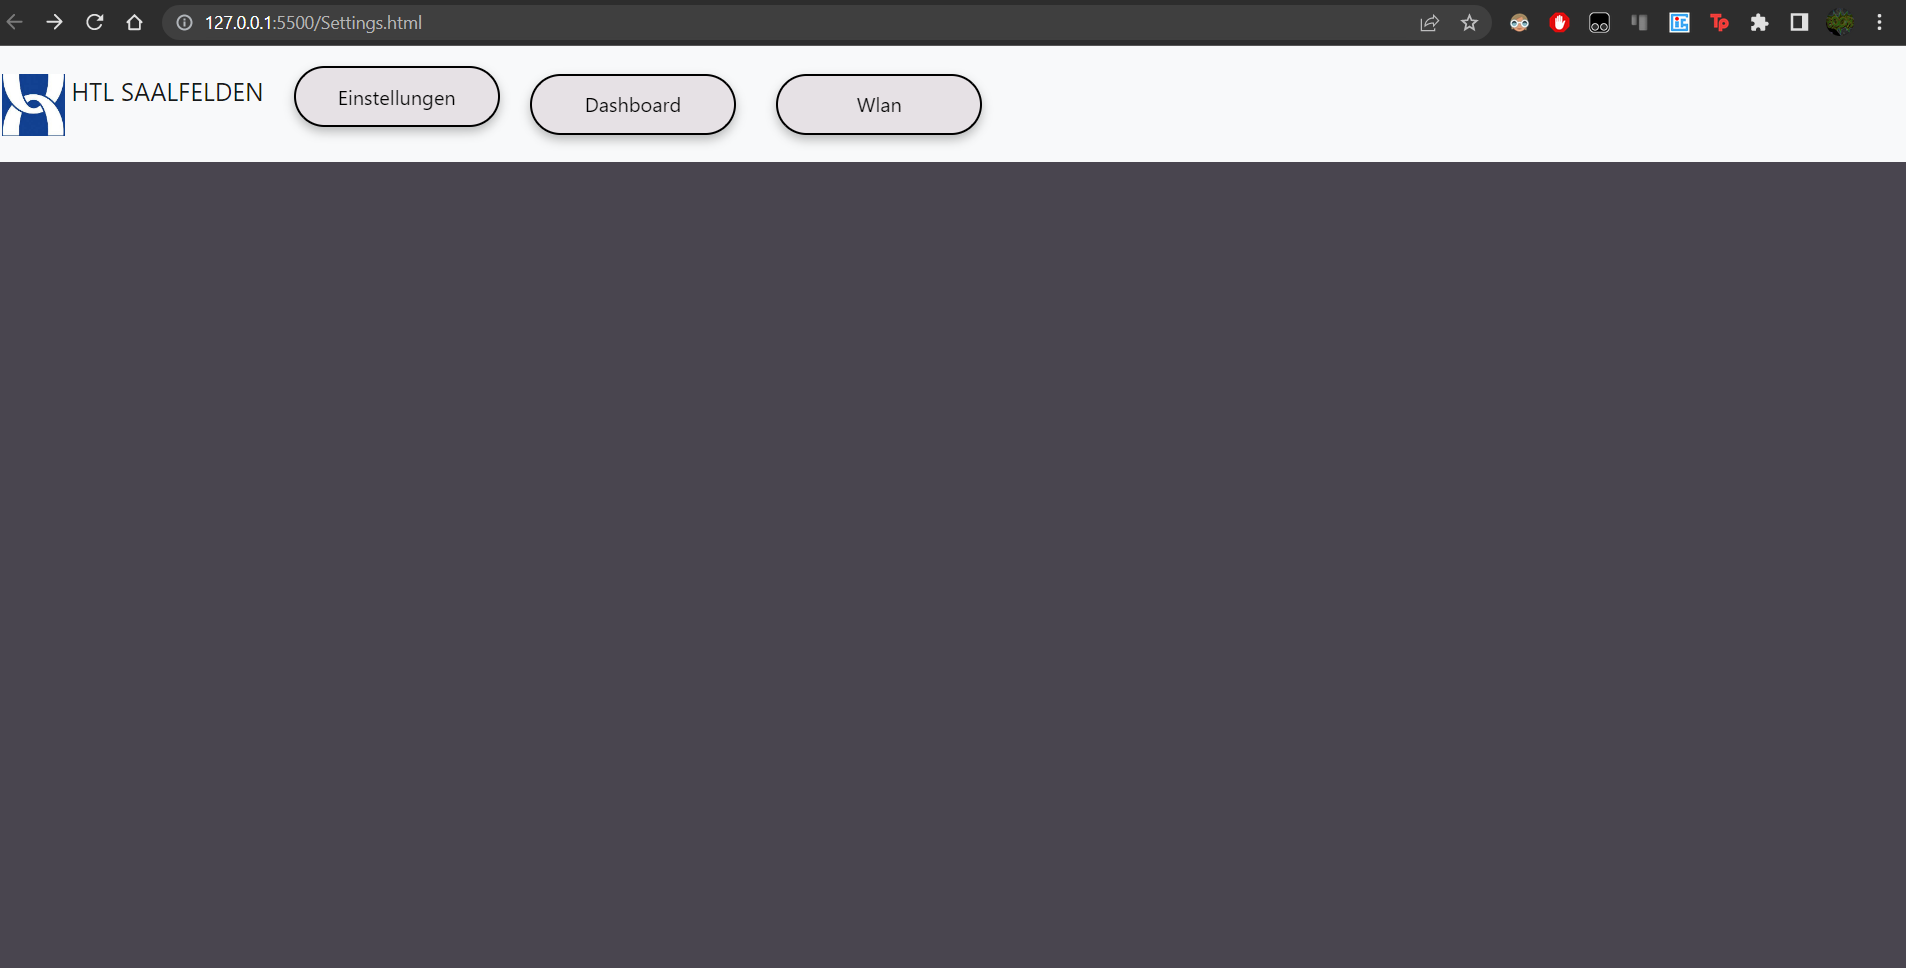 127.0.0.1:5500/Settings.html
HTL SAALFELDEN
Einstellungen
Dashboard
Wlan